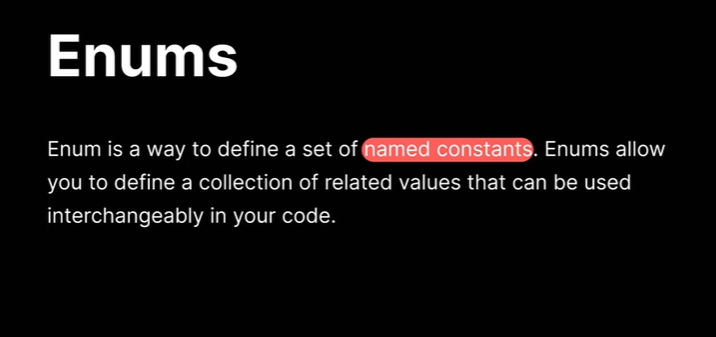 Enums
Enum is a way to define a set of named constants. Enums allow
you to define a collection of related values that can be used
interchangeably in your code.